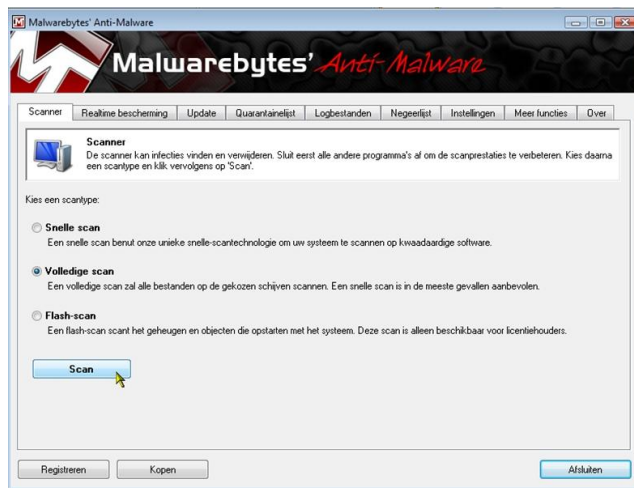 Malwarebytes' Anti-Malware
Malwarebytes' Anti-Malware
Scanner
Realtime bescherming
Update
Quarantainelijst
Logbestanden
Negeerlijst
Instellingen
Meer functies
Over
Scanner
De scanner kan infecties vinden en verwijderen. Sluit eerst alle andere programma's af om de scanprestaties te verbeteren. Kies daarna
een scantype en klik vervolgens op 'Scan'.
Kies een scantype:
Snelle scan
Een snelle scan benut onze unieke snelle-scantechnologie om uw systeem te scannen op kwaadaardige software.
Volledige scan
Een volledige scan zal alle bestanden op de gekozen schijven scannen. Een snelle scan is in de meeste gevallen aanbevolen.
Flash-scan
Een flash-scan scant het geheugen en objecten die opstarten met het systeem. Deze scan is alleen beschikbaar voor licentiehouders.
Scan
Registreren
Kopen
Afsluiten